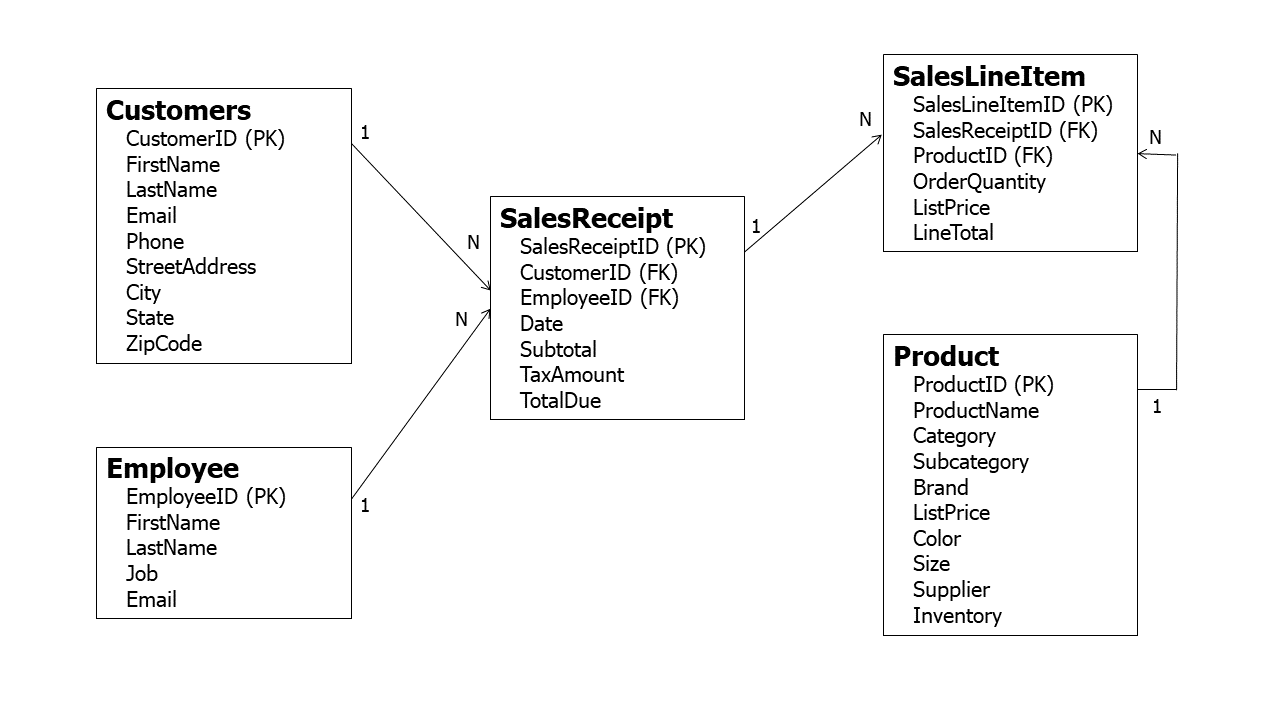 Customers
CustomerID (PK)
FirstName
LastName
Email
Phone
StreetAddress
City
State
ZipCode
1
N
Employee
EmployeeID (PK)
FirstName
LastName
Job
Email
1
N
SalesReceipt
SalesReceiptID (PK)
CustomerID (FK)
EmployeeID (FK)
Date
Subtotal
TaxAmount
TotalDue
1
N
SalesLineItem
SalesLineItemID (PK)
SalesReceiptID (FK)
ProductID (FK)
OrderQuantity
ListPrice
LineTotal
N
Product
ProductID (PK)
ProductName
Category
Subcategory
Brand
ListPrice
Color
Size
Supplier
Inventory
1